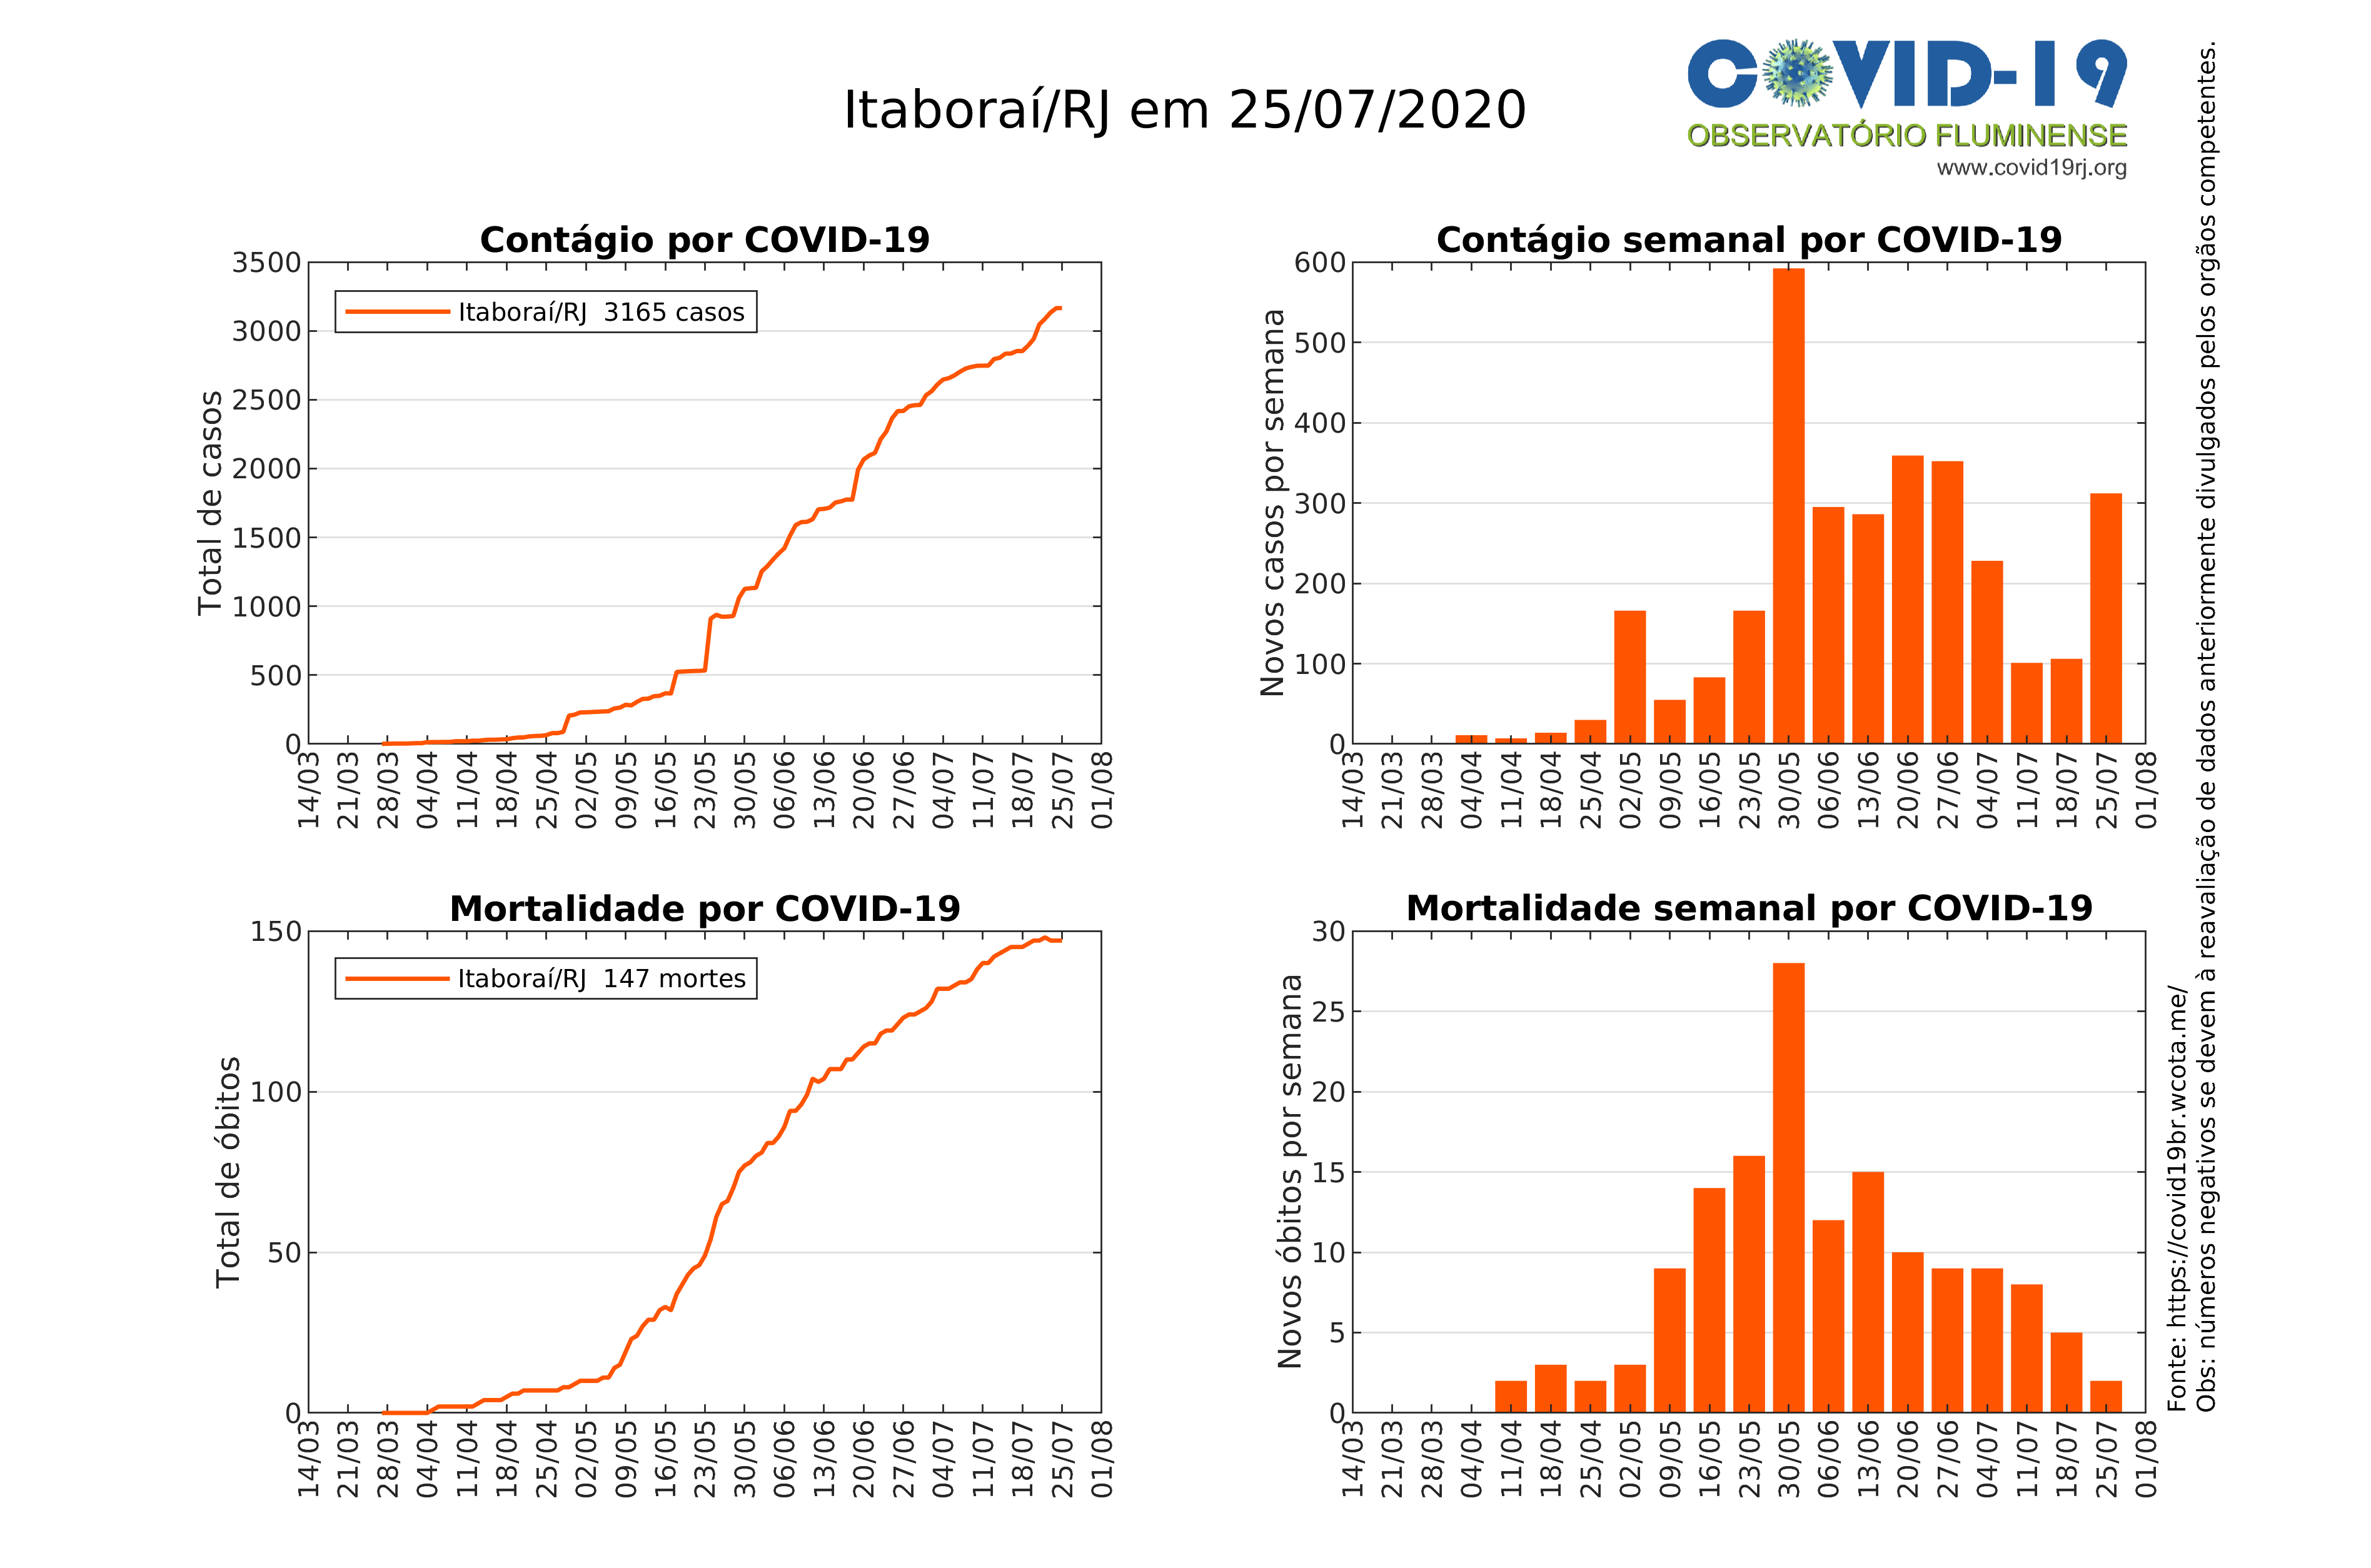 Itaboraí/RJ em 25/07/2020
COVID-19
OBSERVATÓRIO FLUMINENSE
www.covid19rj.org
Contágio por COVID-19
Total de casos
3500
3000
2500
2000
1500
1000
500
0
Itaboraí/RJ 3165 casos
14/03 21/03 28/03 04/04 11/04 18/04 25/04 02/05 09/05 16/05 23/05 30/05 06/06 13/06 20/06 27/06 04/07 11/07 18/07 25/07 01/08
Contágio semanal por COVID-19
Novos casos por semana
600
500
400
300
200
100
0
14/03 21/03 28/03 04/04 11/04 18/04 25/04 02/05 09/05 16/05 23/05 30/05 06/06 13/06 20/06 27/06 04/07 11/07 18/07 25/07 01/08
Mortalidade por COVID-19
Total de óbitos
150
100
50
0
Itaboraí/RJ 147 mortes
14/03 21/03 28/03 04/04 11/04 18/04 25/04 02/05 09/05 16/05 23/05 30/05 06/06 13/06 20/06 27/06 04/07 11/07 18/07 25/07 01/08
Mortalidade semanal por COVID-19
Novos óbitos por semana
30
25
20
15
10
5
0
14/03 21/03 28/03 04/04 11/04 18/04 25/04 02/05 09/05 16/05 23/05 30/05 06/06 13/06 20/06 27/06 04/07 11/07 18/07 25/07 01/08
Fonte: https://covid19br.wcota.me/
Obs: números negativos se devem à reavaliação de dados anteriormente divulgados pelos orgãos competentes.